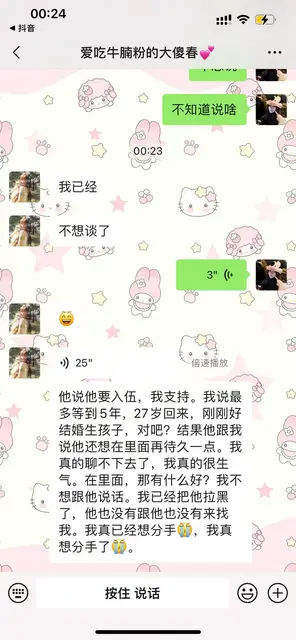 00:24
抖音
爱吃牛腩粉的大傻春💕
不知道说啥
00:23
我已经
不想谈了
3"
😅
25"
倍速播放
他说他要入伍，我支持。我说最
多等到５年，27岁回来，刚刚好
结婚生孩子，对吧？结果他跟我
说他还想在里面再待久一点。我
真的聊不下去了，我真的很生
气。在里面，那有什么好？我不
想跟他说话。我已经把他拉黑
了，他也没有跟他也没有来找
我。我真已经想分手😭，我真
想分手了😭。
按住 说话